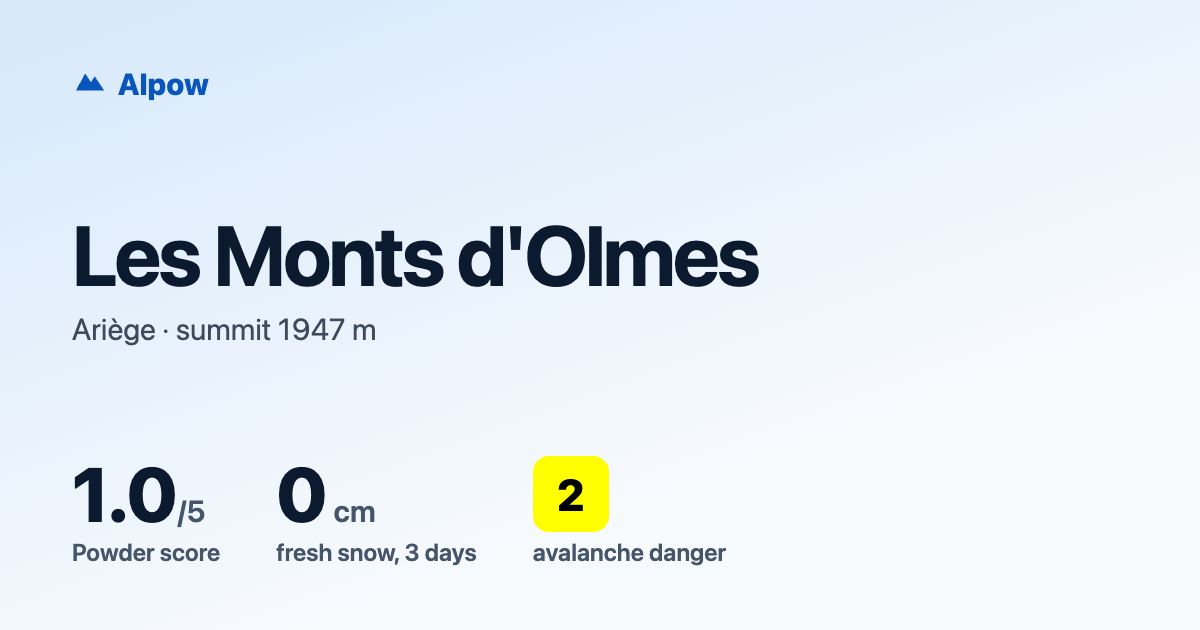 Alpow
Les Monts d'Olmes
Ariège · summit 1947 m
1.0/5
Powder score
0 cm
fresh snow, 3 days
2
avalanche danger